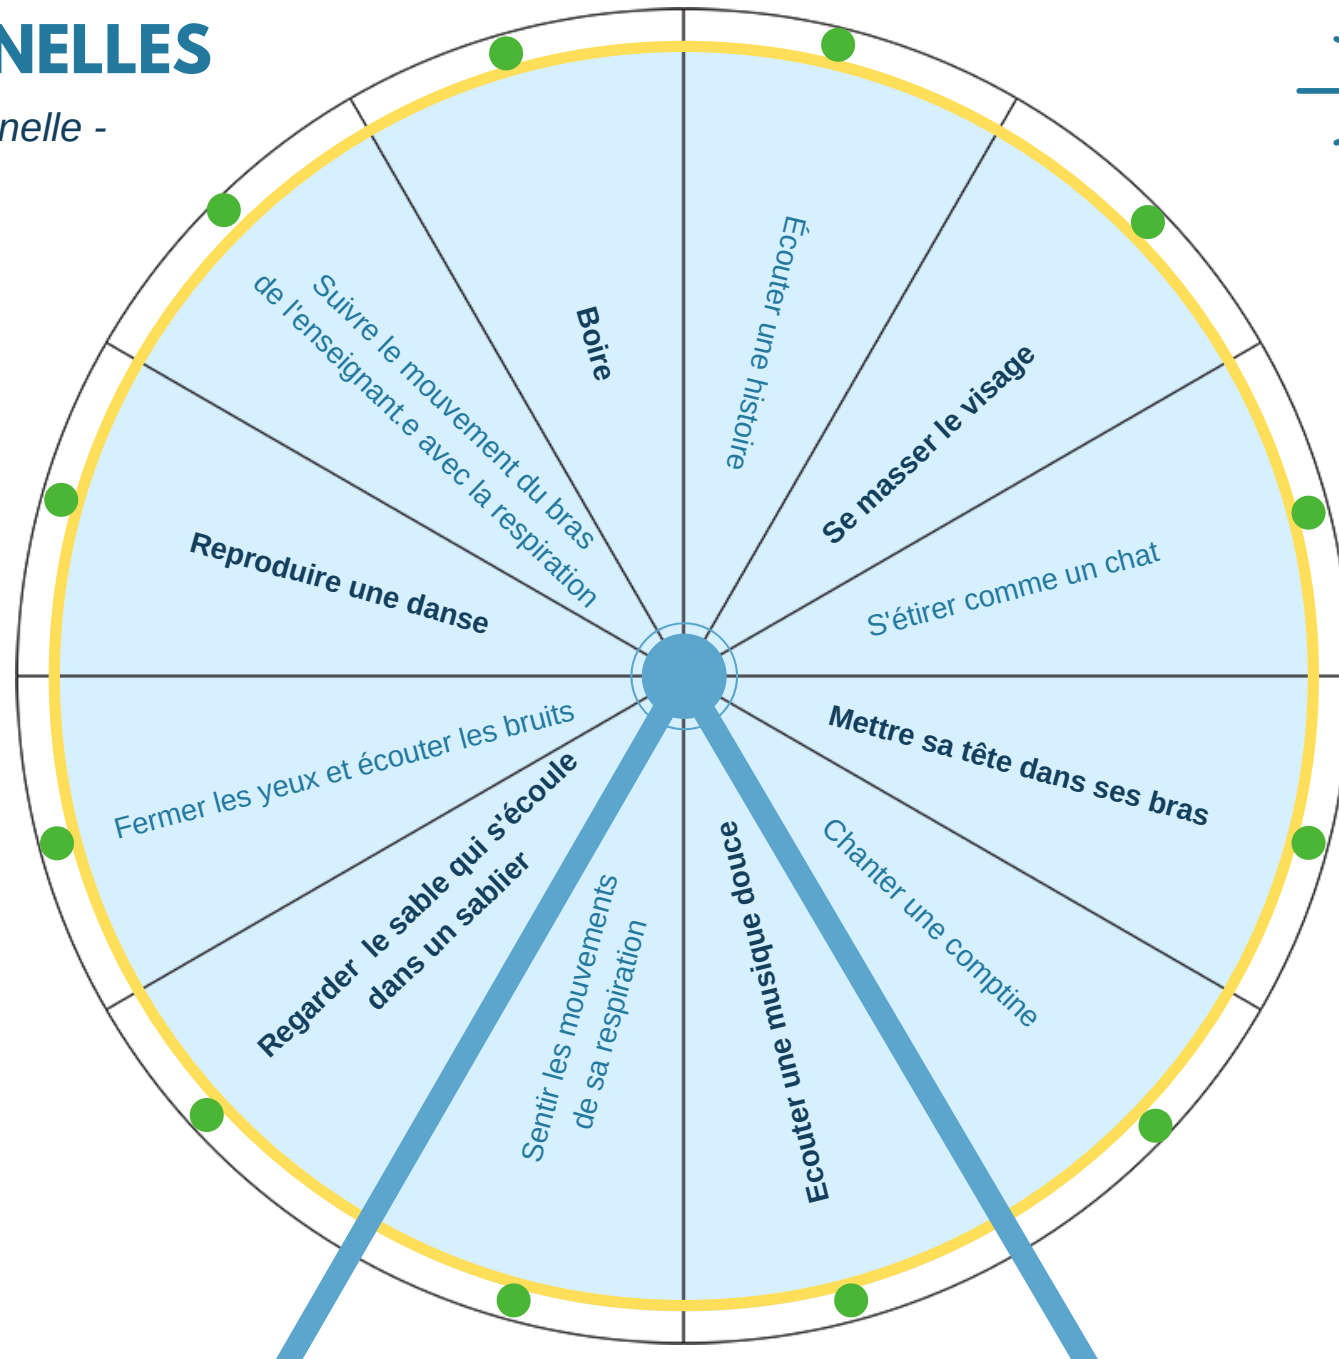 NELLES
nelle -
Écouter une histoire
Se masser le visage
S'étirer comme un chat
Mettre sa tête dans ses bras
Chanter une comptine
Ecouter une musique douce
Sentir les mouvements
de sa respiration
Regarder le sable qui s'écoule
dans un sablier
Fermer les yeux et écouter les bruits
Reproduire une danse
Suivre le mouvement du bras
de l'enseignant.e avec la respiration
Boire